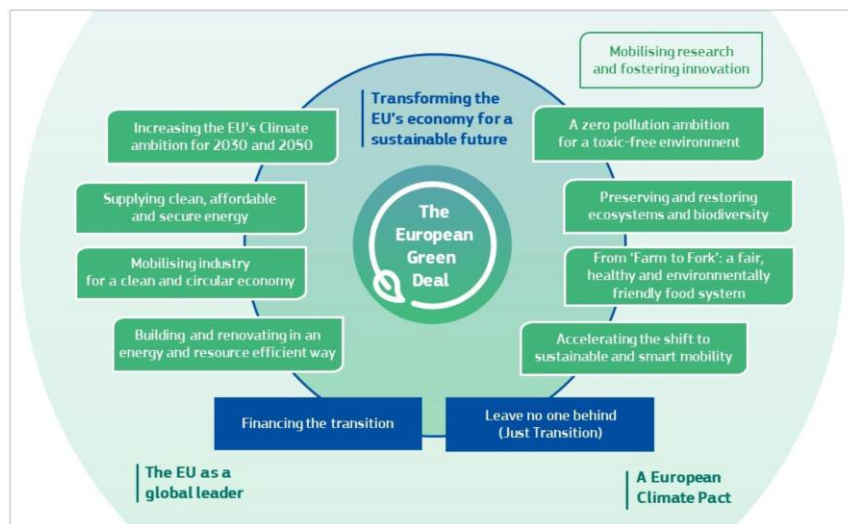 Mobilising research
and fostering innovation
Transforming the
EU's economy for a
sustainable future
Increasing the EU's Climate
ambition for 2030 and 2050
A zero pollution ambition
for a toxic-free environment
Supplying clean, affordable
and secure energy
Preserving and restoring
ecosystems and biodiversity
The
European
Green
Deal
Mobilising industry
for a clean and circular economy
From 'Farm to Fork': a fair,
healthy and environmentally
friendly food system
Building and renovating in an
energy and resource efficient way
Accelerating the shift to
sustainable and smart mobility
Financing the transition
Leave no one behind
(Just Transition)
The EU as a
global leader
A European
Climate Pact